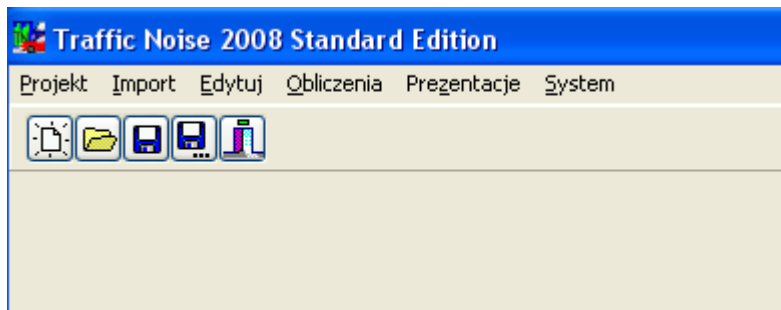 Traffic Noise 2008 Standard Edition
Projekt Import Edytuj Obliczenia Prezentacje System